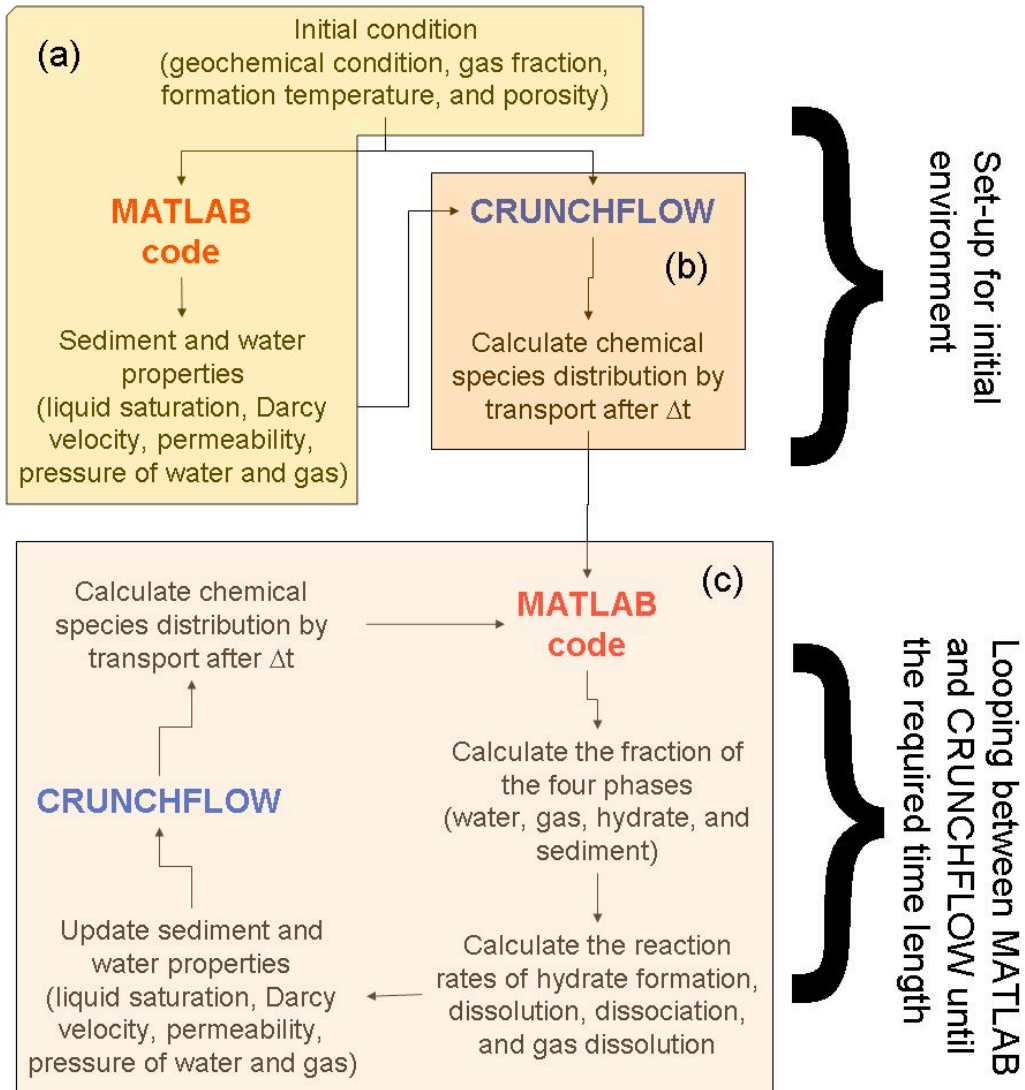 (a)
Initial condition
(geochemical condition, gas fraction,
formation temperature, and porosity)
MATLAB
code
Sediment and water
properties
(liquid saturation, Darcy
velocity, permeability,
pressure of water and gas)
CRUNCHFLOW
(b)
Calculate chemical
species distribution by
transport after Δt
Set-up for initial
environment
(c)
MATLAB
code
Calculate the fraction of
the four phases
(water, gas, hydrate, and
sediment)
Calculate the reaction
rates of hydrate formation,
dissolution, dissociation,
and gas dissolution
Update sediment and
water properties
(liquid saturation, Darcy
velocity, permeability,
pressure of water and gas)
CRUNCHFLOW
Calculate chemical
species distribution by
transport after Δt
Looping between MATLAB
and CRUNCHFLOW until
the required time length